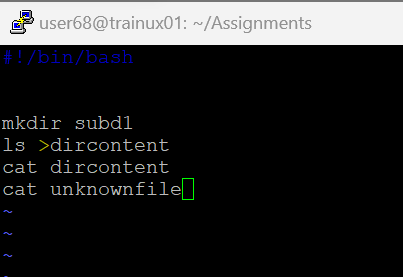 user68@trainux01: ~/Assignments
#!/bin/bash
mkdir subd1
ls >dircontent
cat dircontent
cat unknownfile
~
~
~
~